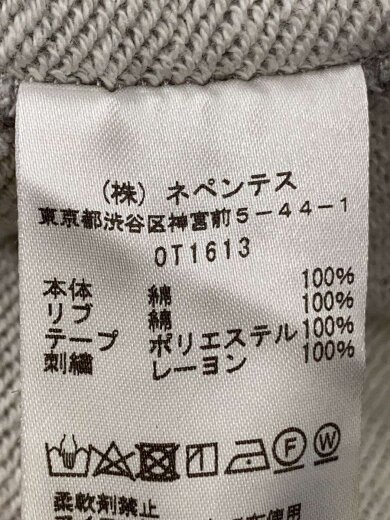 (株) ネペンテス
東京都渋谷区神宮前5-44-1
OT1613
本体 綿 100%
リブ 綿 100%
テープ ポリエステル 100%
刺繍 レーヨン 100%
F W
柔軟剤禁止
使用